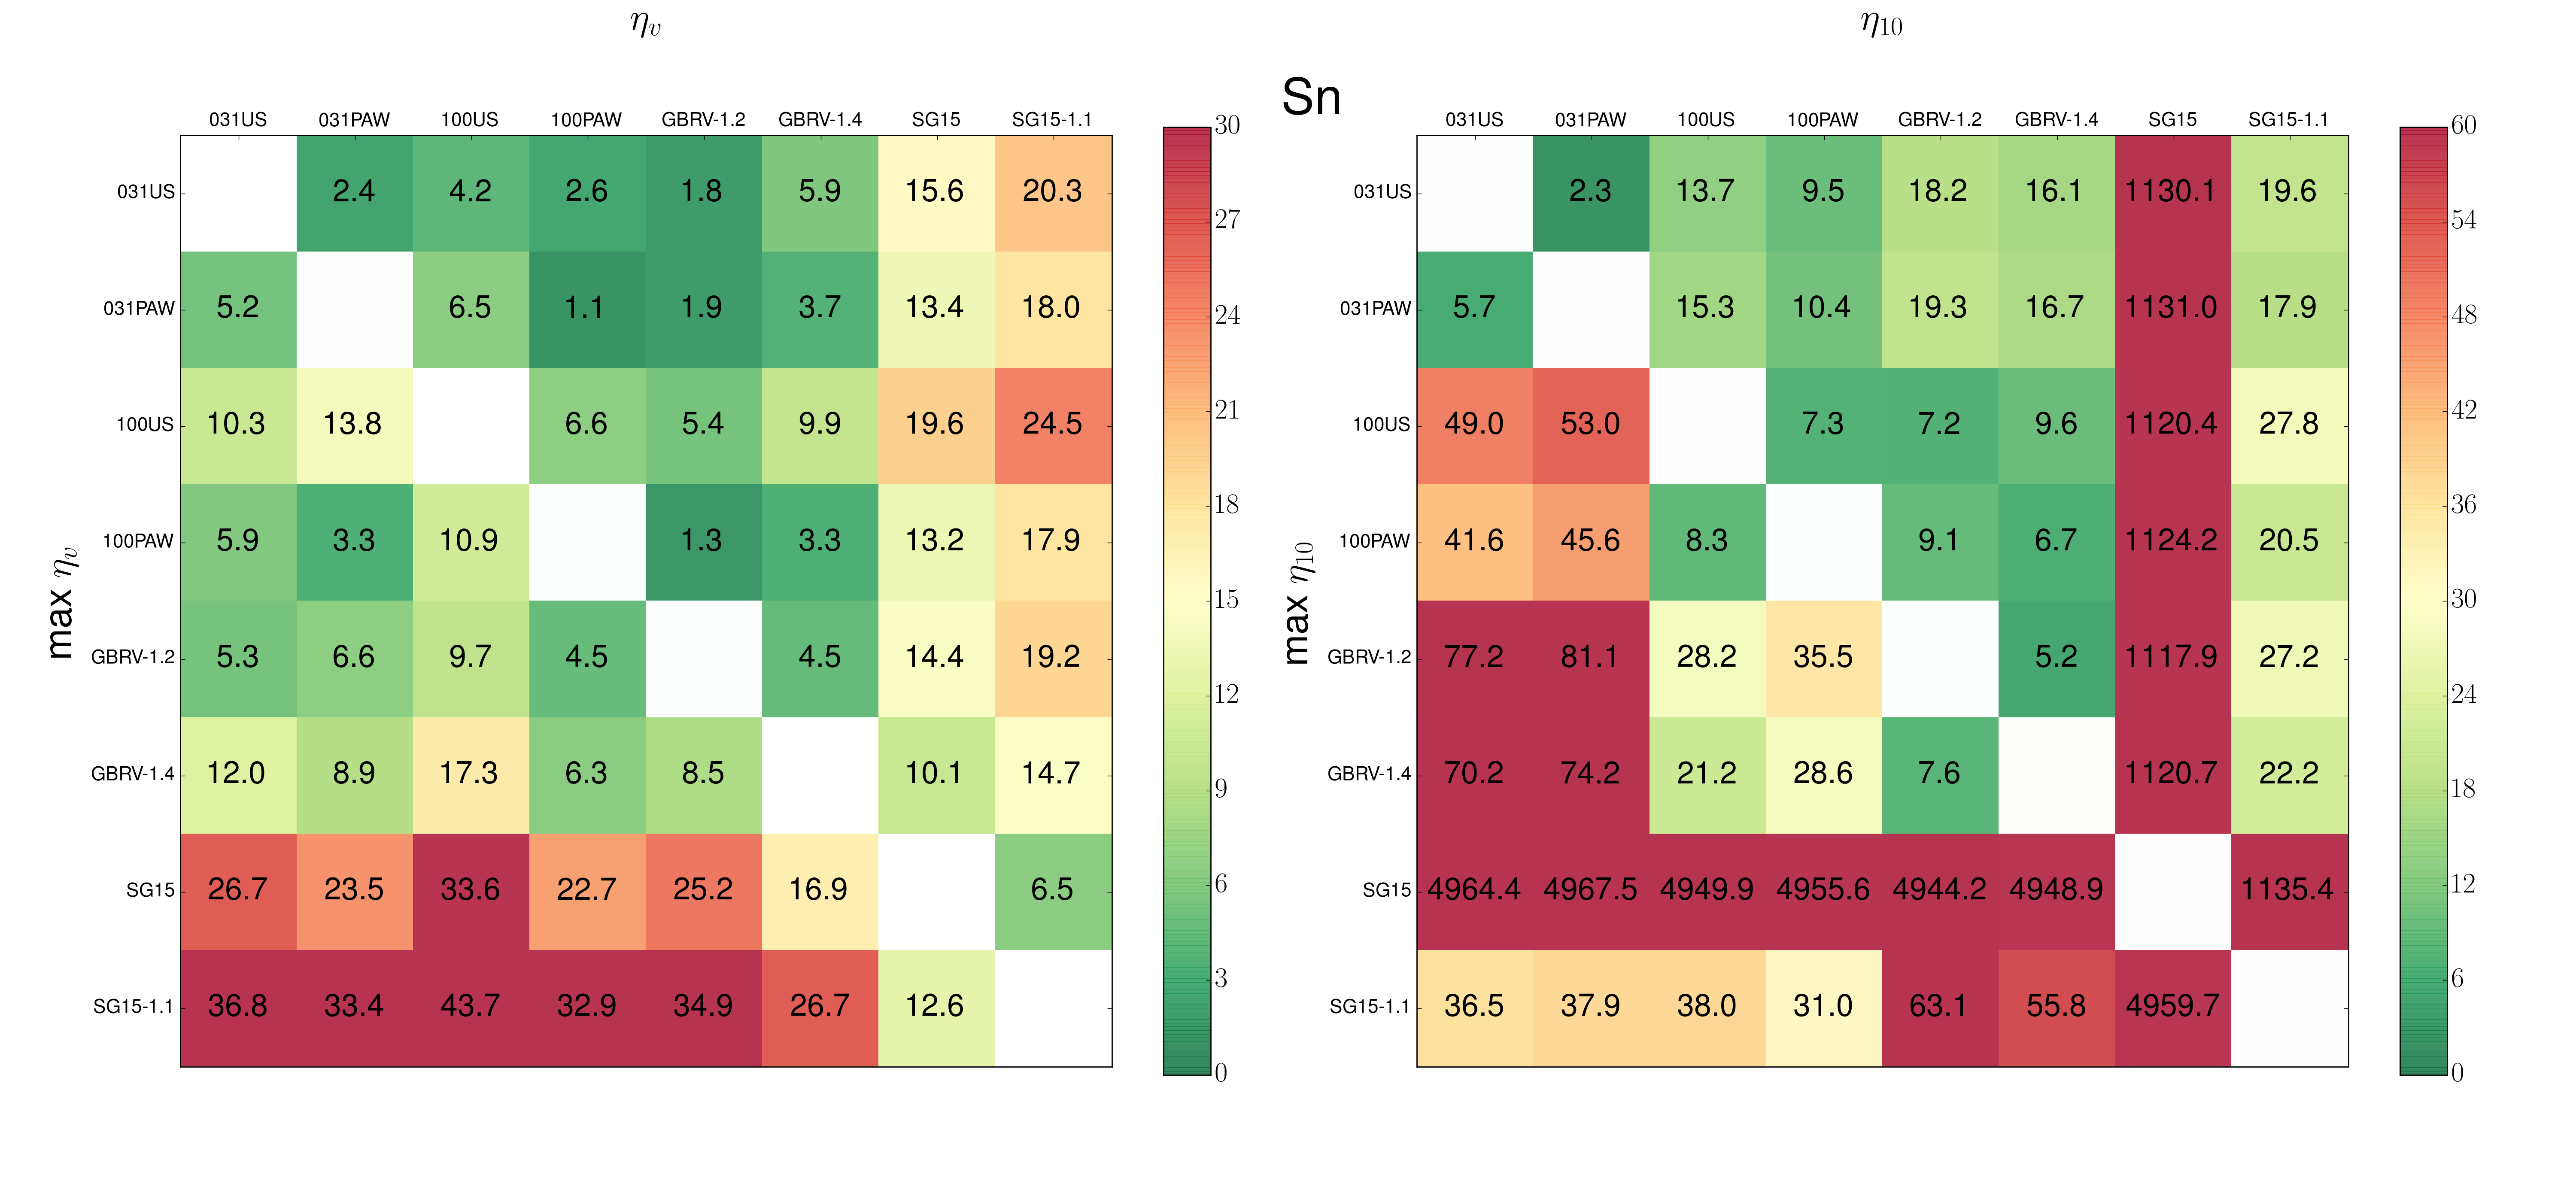 η_v
η_10
Sn
031US 031PAW 100US 100PAW GBRV-1.2 GBRV-1.4 SG15 SG15-1.1
031US 2.4 4.2 2.6 1.8 5.9 15.6 20.3
031PAW 5.2 6.5 1.1 1.9 3.7 13.4 18.0
100US 10.3 13.8 6.6 5.4 9.9 19.6 24.5
100PAW 5.9 3.3 10.9 1.3 3.3 13.2 17.9
GBRV-1.2 5.3 6.6 9.7 4.5 4.5 14.4 19.2
GBRV-1.4 12.0 8.9 17.3 6.3 8.5 10.1 14.7
SG15 26.7 23.5 33.6 22.7 25.2 16.9 6.5
SG15-1.1 36.8 33.4 43.7 32.9 34.9 26.7 12.6
max η_v
30
27
24
21
18
15
12
9
6
3
0
031US 031PAW 100US 100PAW GBRV-1.2 GBRV-1.4 SG15 SG15-1.1
031US 2.3 13.7 9.5 18.2 16.1 1130.1 19.6
031PAW 5.7 15.3 10.4 19.3 16.7 1131.0 17.9
100US 49.0 53.0 7.3 7.2 9.6 1120.4 27.8
100PAW 41.6 45.6 8.3 9.1 6.7 1124.2 20.5
GBRV-1.2 77.2 81.1 28.2 35.5 5.2 1117.9 27.2
GBRV-1.4 70.2 74.2 21.2 28.6 7.6 1120.7 22.2
SG15 4964.4 4967.5 4949.9 4955.6 4944.2 4948.9 1135.4
SG15-1.1 36.5 37.9 38.0 31.0 63.1 55.8 4959.7
max η_10
60
54
48
42
36
30
24
18
12
6
0